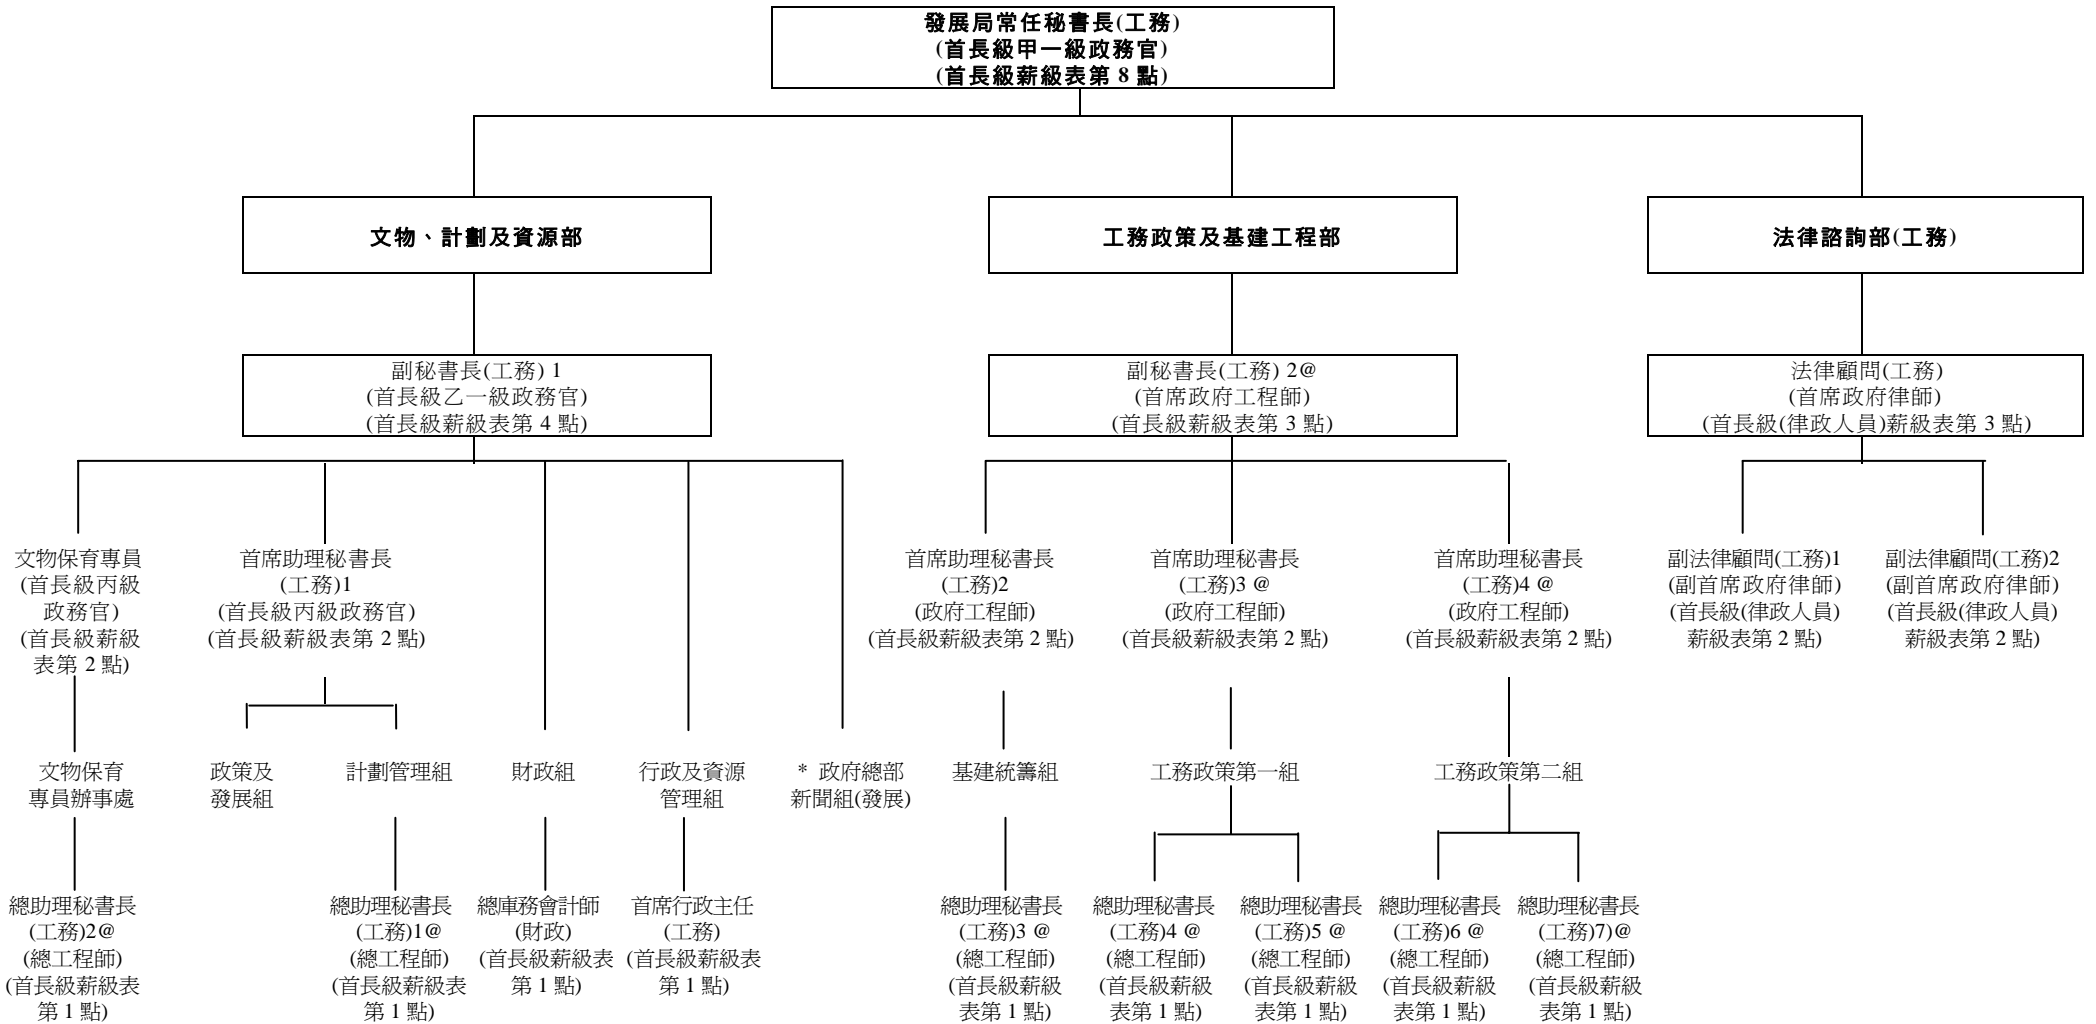 發展局常任秘書長(工務)
(首長級甲一級政務官)
(首長級薪級表第 8 點)
文物、計劃及資源部
工務政策及基建工程部
法律諮詢部(工務)
副秘書長(工務) 1
(首長級乙一級政務官)
(首長級薪級表第 4 點)
副秘書長(工務) 2@
(首席政府工程師)
(首長級薪級表第 3 點)
法律顧問(工務)
(首席政府律師)
(首長級(律政人員)薪級表第 3 點)
文物保育專員
(首長級丙級
政務官)
(首長級薪級
表第 2 點)
首席助理秘書長
(工務)1
(首長級丙級政務官)
(首長級薪級表第 2 點)
首席助理秘書長
(工務)2
(政府工程師)
(首長級薪級表第 2 點)
首席助理秘書長
(工務)3 @
(政府工程師)
(首長級薪級表第 2 點)
首席助理秘書長
(工務)4 @
(政府工程師)
(首長級薪級表第 2 點)
副法律顧問(工務)1
(副首席政府律師)
(首長級(律政人員)
薪級表第 2 點)
副法律顧問(工務)2
(副首席政府律師)
(首長級(律政人員)
薪級表第 2 點)
文物保育
專員辦事處
政策及
發展組
計劃管理組
財政組
行政及資源
管理組
* 政府總部
新聞組(發展)
基建統籌組
工務政策第一組
工務政策第二組
總助理秘書長
(工務)2@
(總工程師)
(首長級薪級表
第 1 點)
總助理秘書長
(工務)1@
(總工程師)
(首長級薪級表
第 1 點)
總庫務會計師
(財政)
(首長級薪級表
第 1 點)
首席行政主任
(工務)
(首長級薪級表
第 1 點)
總助理秘書長
(工務)3 @
(總工程師)
(首長級薪級
表第 1 點)
總助理秘書長
(工務)4 @
(總工程師)
(首長級薪級
表第 1 點)
總助理秘書長
(工務)5 @
(總工程師)
(首長級薪級
表第 1 點)
總助理秘書長
(工務)6 @
(總工程師)
(首長級薪級
表第 1 點)
總助理秘書長
(工務)7)@
(總工程師)
(首長級薪級
表第 1 點)